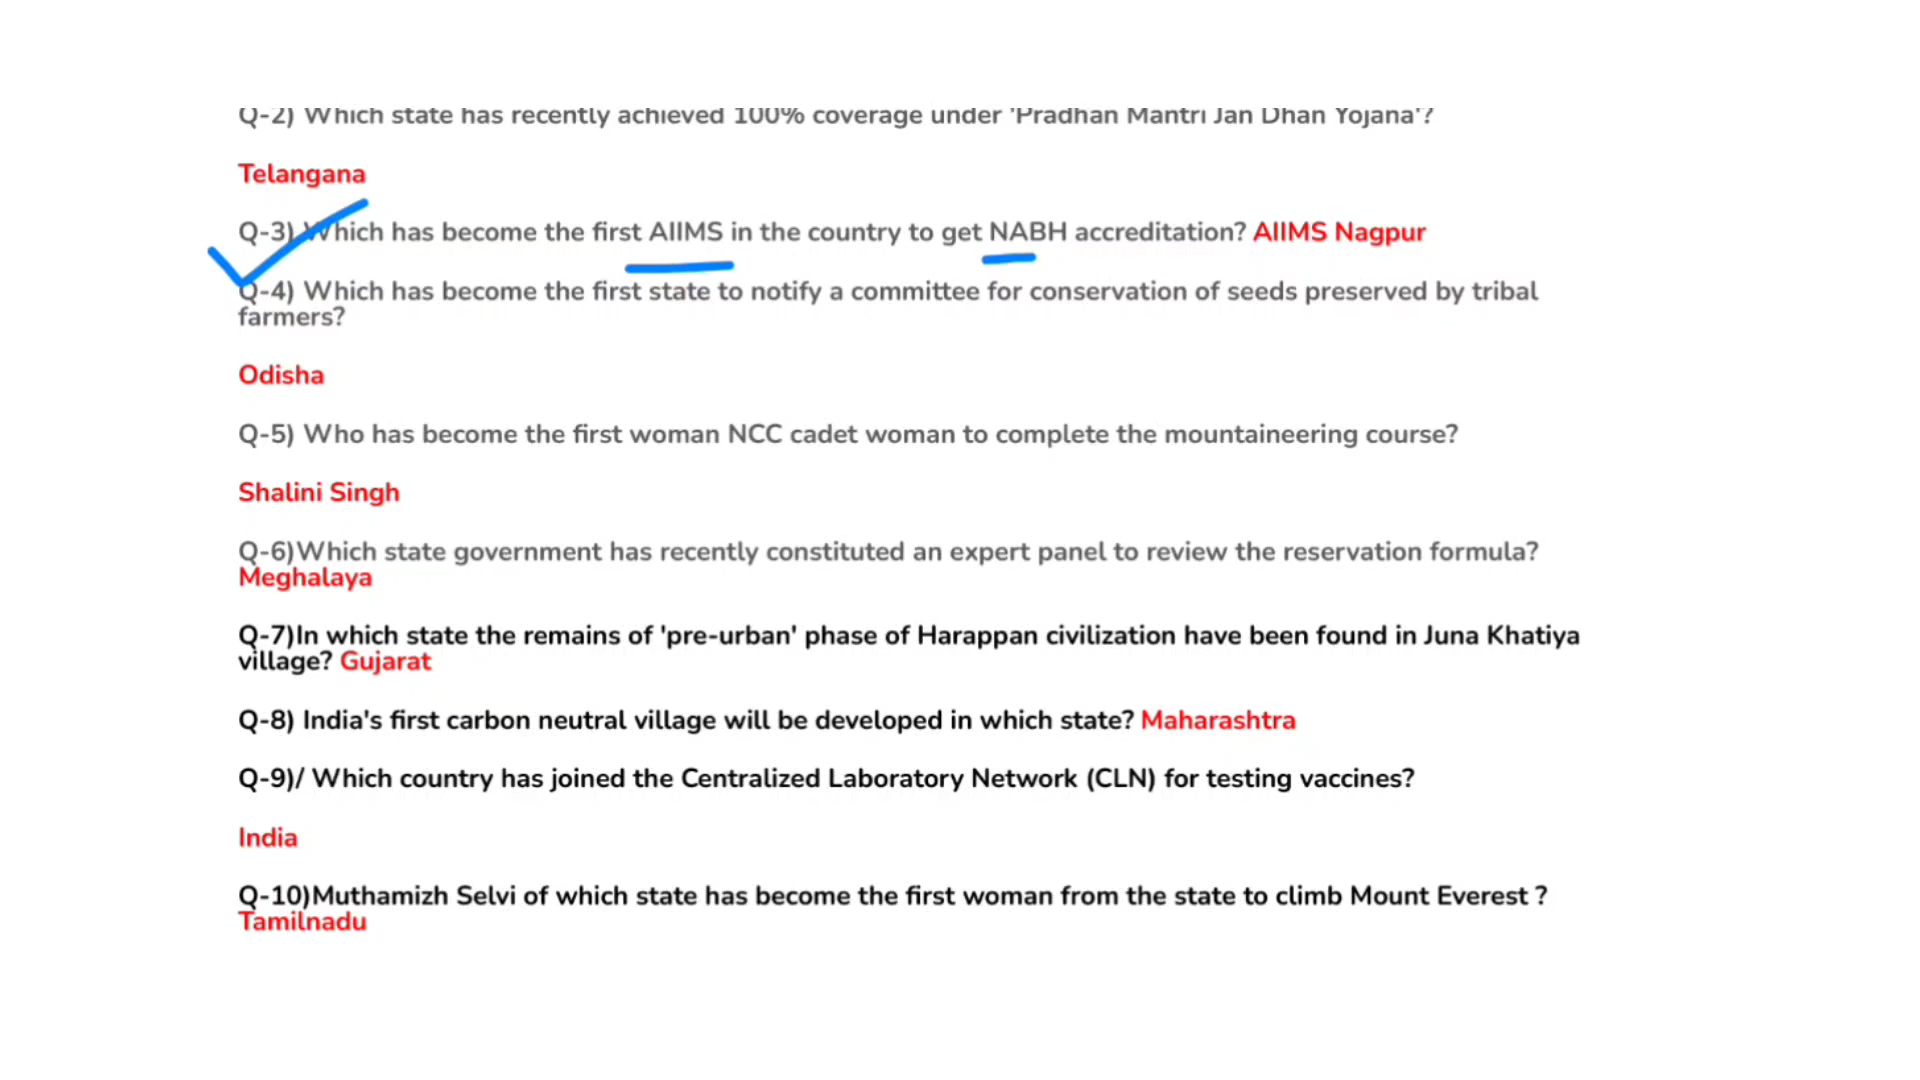 Q-2) Which state has recently achieved 100% coverage under 'Pradhan Mantri Jan Dhan Yojana'?
Telangana
Q-3) Which has become the first AIIMS in the country to get NABH accreditation? AIIMS Nagpur
Q-4) Which has become the first state to notify a committee for conservation of seeds preserved by tribal
farmers?
Odisha
Q-5) Who has become the first woman NCC cadet woman to complete the mountaineering course?
Shalini Singh
Q-6)Which state government has recently constituted an expert panel to review the reservation formula?
Meghalaya
Q-7)In which state the remains of 'pre-urban' phase of Harappan civilization have been found in Juna Khatiya
village? Gujarat
Q-8) India's first carbon neutral village will be developed in which state? Maharashtra
Q-9)/ Which country has joined the Centralized Laboratory Network (CLN) for testing vaccines?
India
Q-10)Muthamizh Selvi of which state has become the first woman from the state to climb Mount Everest ?
Tamilnadu